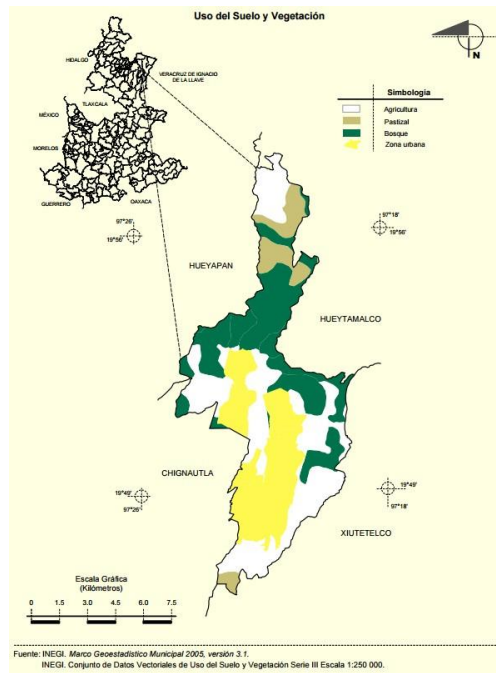 Uso del Suelo y Vegetación
HIDALGO
VERACRUZ DE IGNACIO
DE LA LLAVE
TLAXCALA
MÉXICO
MORELOS
GUERRERO
OAXACA
N
Simbología
Agricultura
Pastizal
Bosque
Zona urbana
97°26'
19°56'
97°18'
19°56'
HUEYAPAN
HUEYTAMALCO
CHIGNAUTLA
19°49'
97°26'
19°49'
97°18'
XIUTETELCO
Escala Gráfica
(Kilómetros)
0 1.5 3.0 4.5 6.0 7.5
Fuente: INEGI. Marco Geoestadístico Municipal 2005, versión 3.1.
INEGI. Conjunto de Datos Vectoriales de Uso del Suelo y Vegetación Serie III Escala 1:250 000.